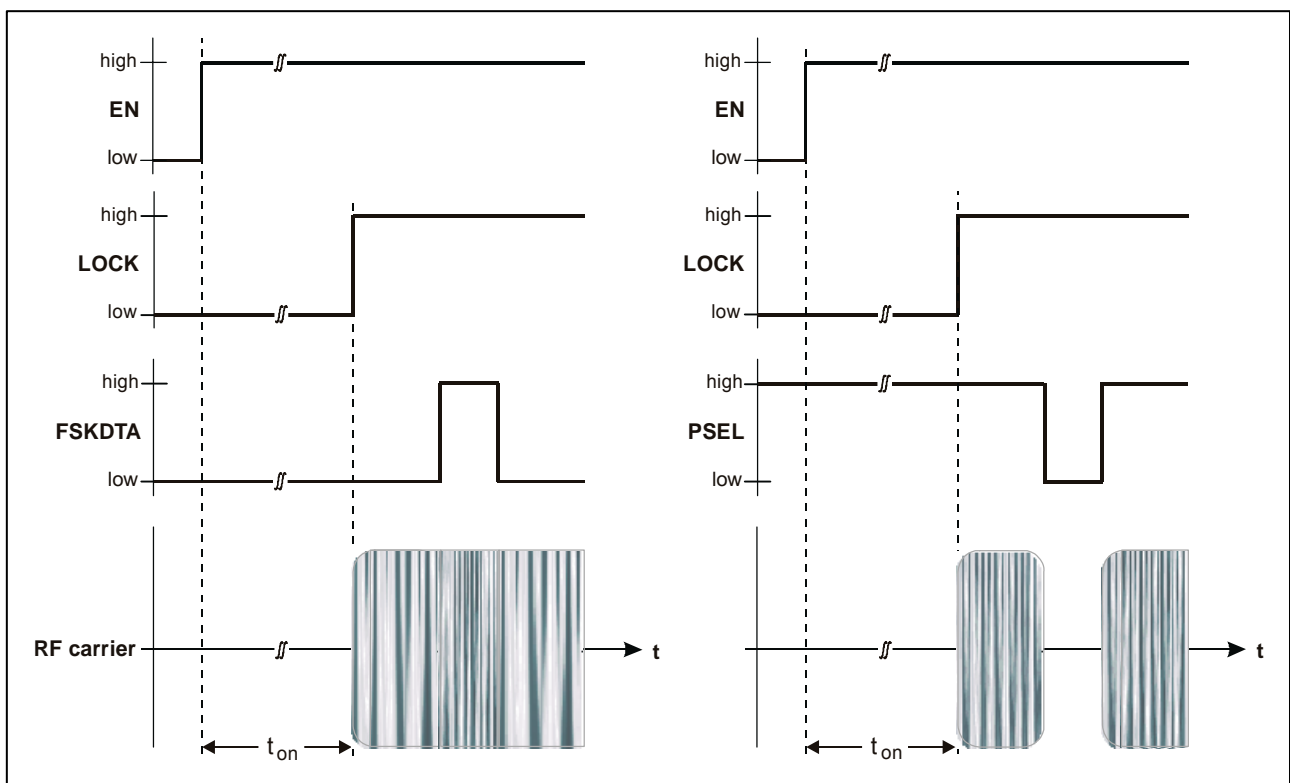 high
EN
low
high
LOCK
low
high
FSKDTA
low
RF carrier
t
t on
high
EN
low
high
LOCK
low
high
PSEL
low
t
t on